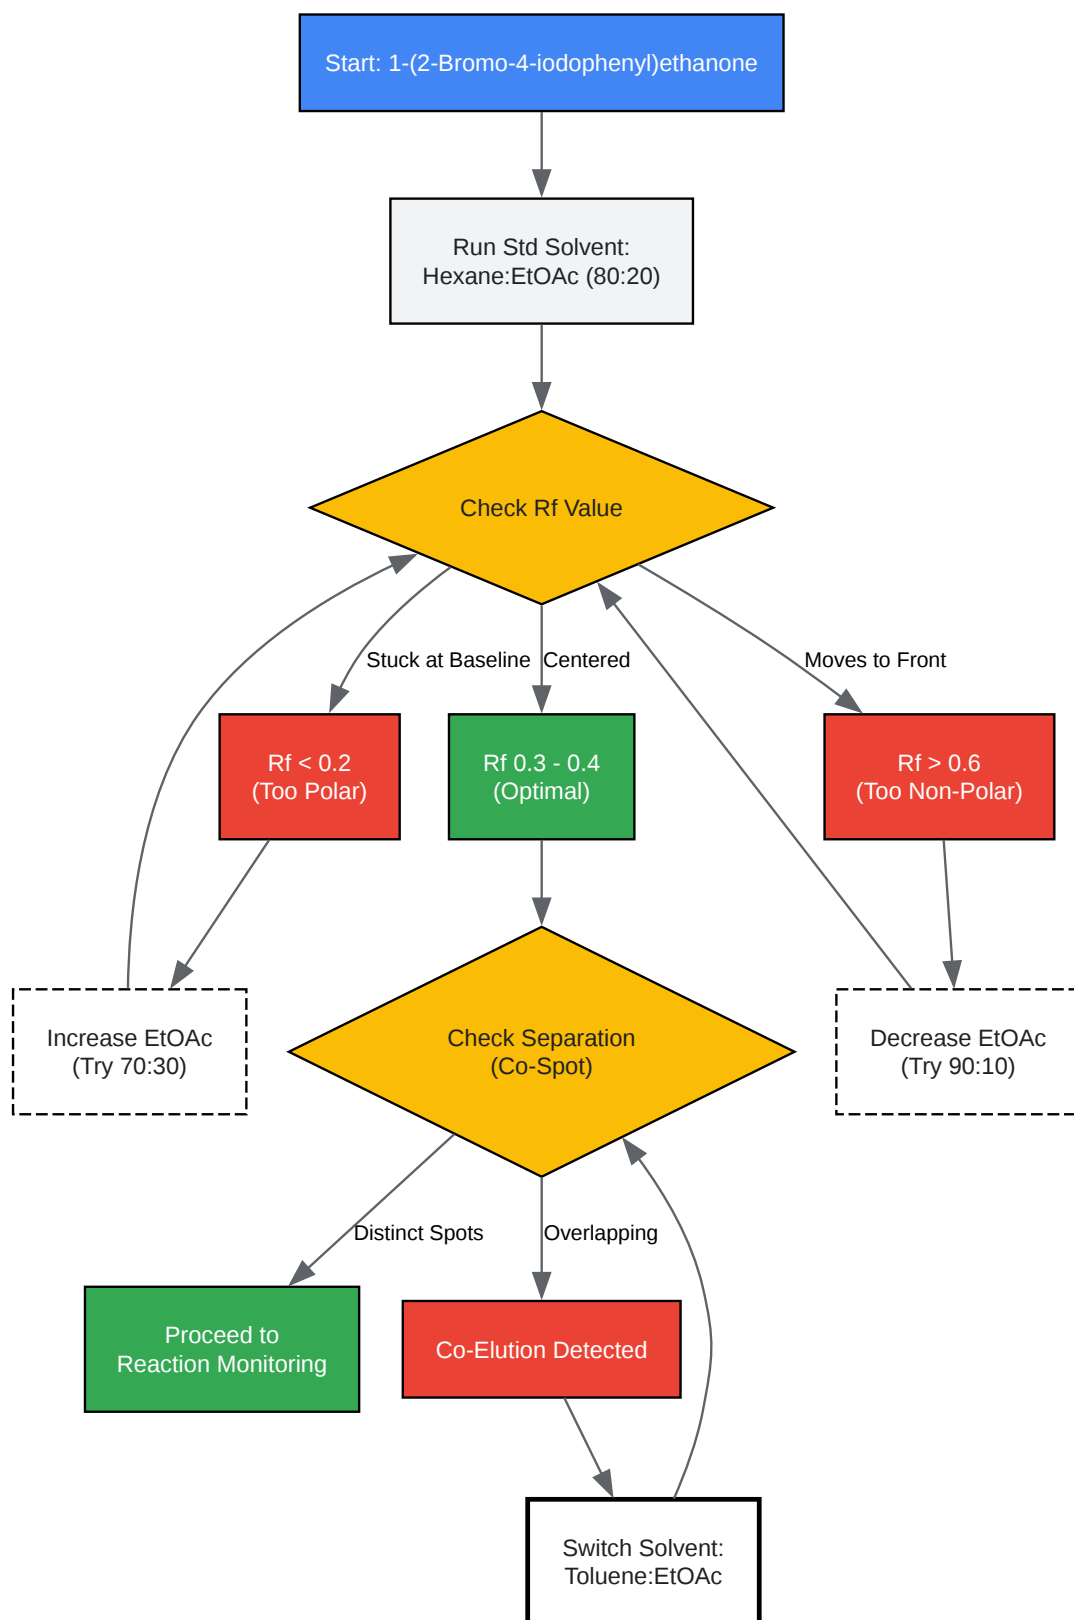 Start: 1-(2-Bromo-4-iodophenyl)ethanone
Run Std Solvent:
Hexane:EtOAc (80:20)
Check Rf Value
Stuck at Baseline
Centered
Moves to Front
Rf < 0.2
(Too Polar)
Rf 0.3 - 0.4
(Optimal)
Rf > 0.6
(Too Non-Polar)
Increase EtOAc
(Try 70:30)
Check Separation
(Co-Spot)
Decrease EtOAc
(Try 90:10)
Distinct Spots
Overlapping
Proceed to
Reaction Monitoring
Co-Elution Detected
Switch Solvent:
Toluene:EtOAc